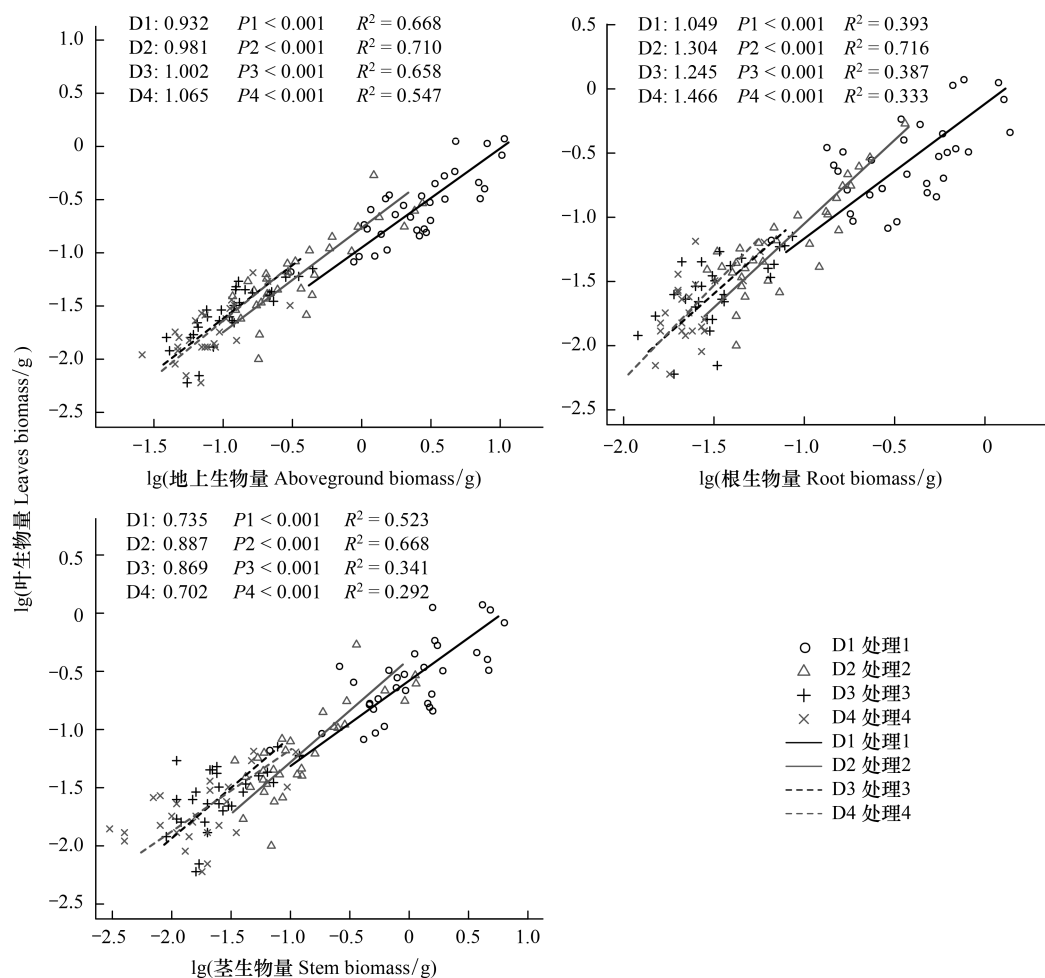 D1: 0.932 P1 < 0.001 R² = 0.668
D2: 0.981 P2 < 0.001 R² = 0.710
D3: 1.002 P3 < 0.001 R² = 0.658
D4: 1.065 P4 < 0.001 R² = 0.547
1.0
0.5
0
−0.5
−1.0
−1.5
−2.0
−2.5
−1.5 −1.0 −0.5 0 0.5 1.0
lg(地上生物量 Aboveground biomass/g)
D1: 1.049 P1 < 0.001 R² = 0.393
D2: 1.304 P2 < 0.001 R² = 0.716
D3: 1.245 P3 < 0.001 R² = 0.387
D4: 1.466 P4 < 0.001 R² = 0.333
0.5
0
−0.5
−1.0
−1.5
−2.0
−2.5
−2.0 −1.5 −1.0 −0.5 0
lg(根生物量 Root biomass/g)
lg(叶生物量 Leaves biomass/g )
D1: 0.735 P1 < 0.001 R² = 0.523
D2: 0.887 P2 < 0.001 R² = 0.668
D3: 0.869 P3 < 0.001 R² = 0.341
D4: 0.702 P4 < 0.001 R² = 0.292
0.5
0
−0.5
−1.0
−1.5
−2.0
−2.5
−2.5 −2.0 −1.5 −1.0 −0.5 0 0.5 1.0
lg(茎生物量 Stem biomass/g)
D1 处理1
D2 处理2
D3 处理3
D4 处理4
D1 处理1
D2 处理2
D3 处理3
D4 处理4